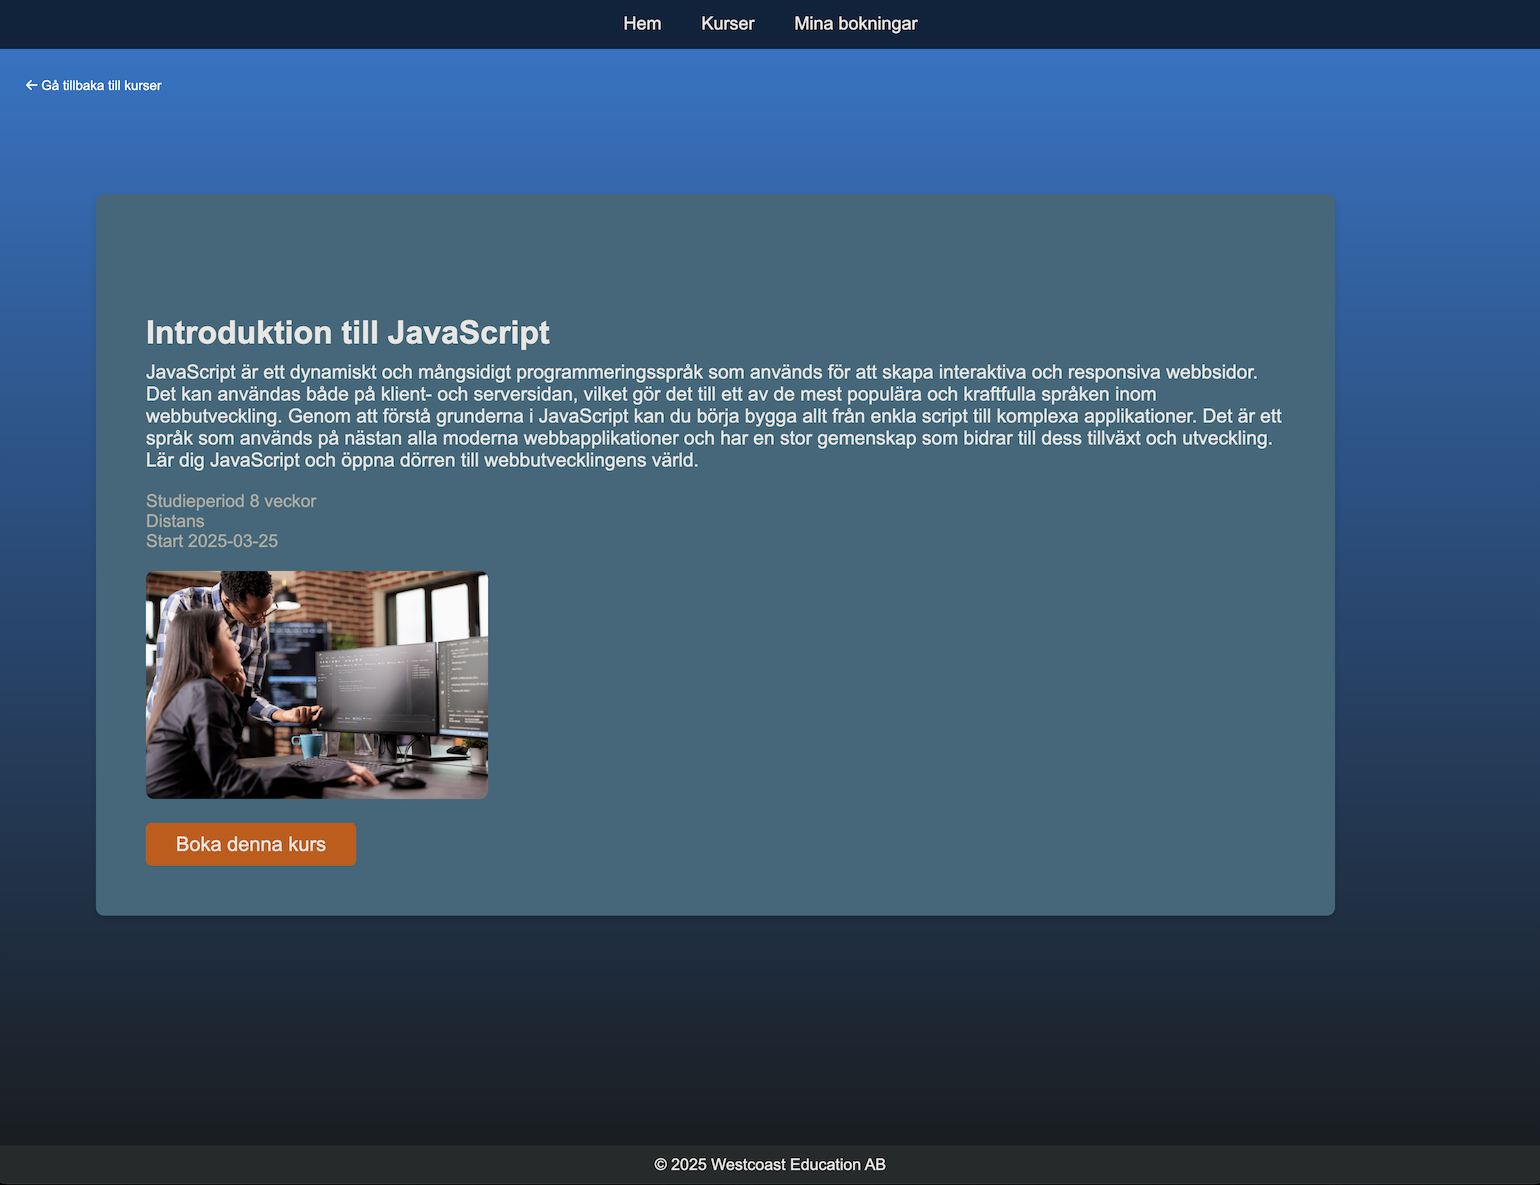 Hem Kurser Mina bokningar
← Gå tillbaka till kurser
Introduktion till JavaScript
JavaScript är ett dynamiskt och mångsidigt programmeringsspråk som används för att skapa interaktiva och responsiva webbsidor.
Det kan användas både på klient- och serversidan, vilket gör det till ett av de mest populära och kraftfulla språken inom
webbutveckling. Genom att förstå grunderna i JavaScript kan du börja bygga allt från enkla script till komplexa applikationer. Det är ett
språk som används på nästan alla moderna webbapplikationer och har en stor gemenskap som bidrar till dess tillväxt och utveckling.
Lär dig JavaScript och öppna dörren till webbutvecklingens värld.
Studieperiod 8 veckor
Distans
Start 2025-03-25
Boka denna kurs
© 2025 Westcoast Education AB